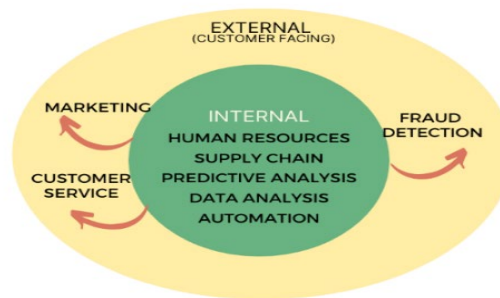 EXTERNAL
(CUSTOMER FACING)
MARKETING
CUSTOMER
SERVICE
INTERNAL
HUMAN RESOURCES
SUPPLY CHAIN
PREDICTIVE ANALYSIS
DATA ANALYSIS
AUTOMATION
FRAUD
DETECTION